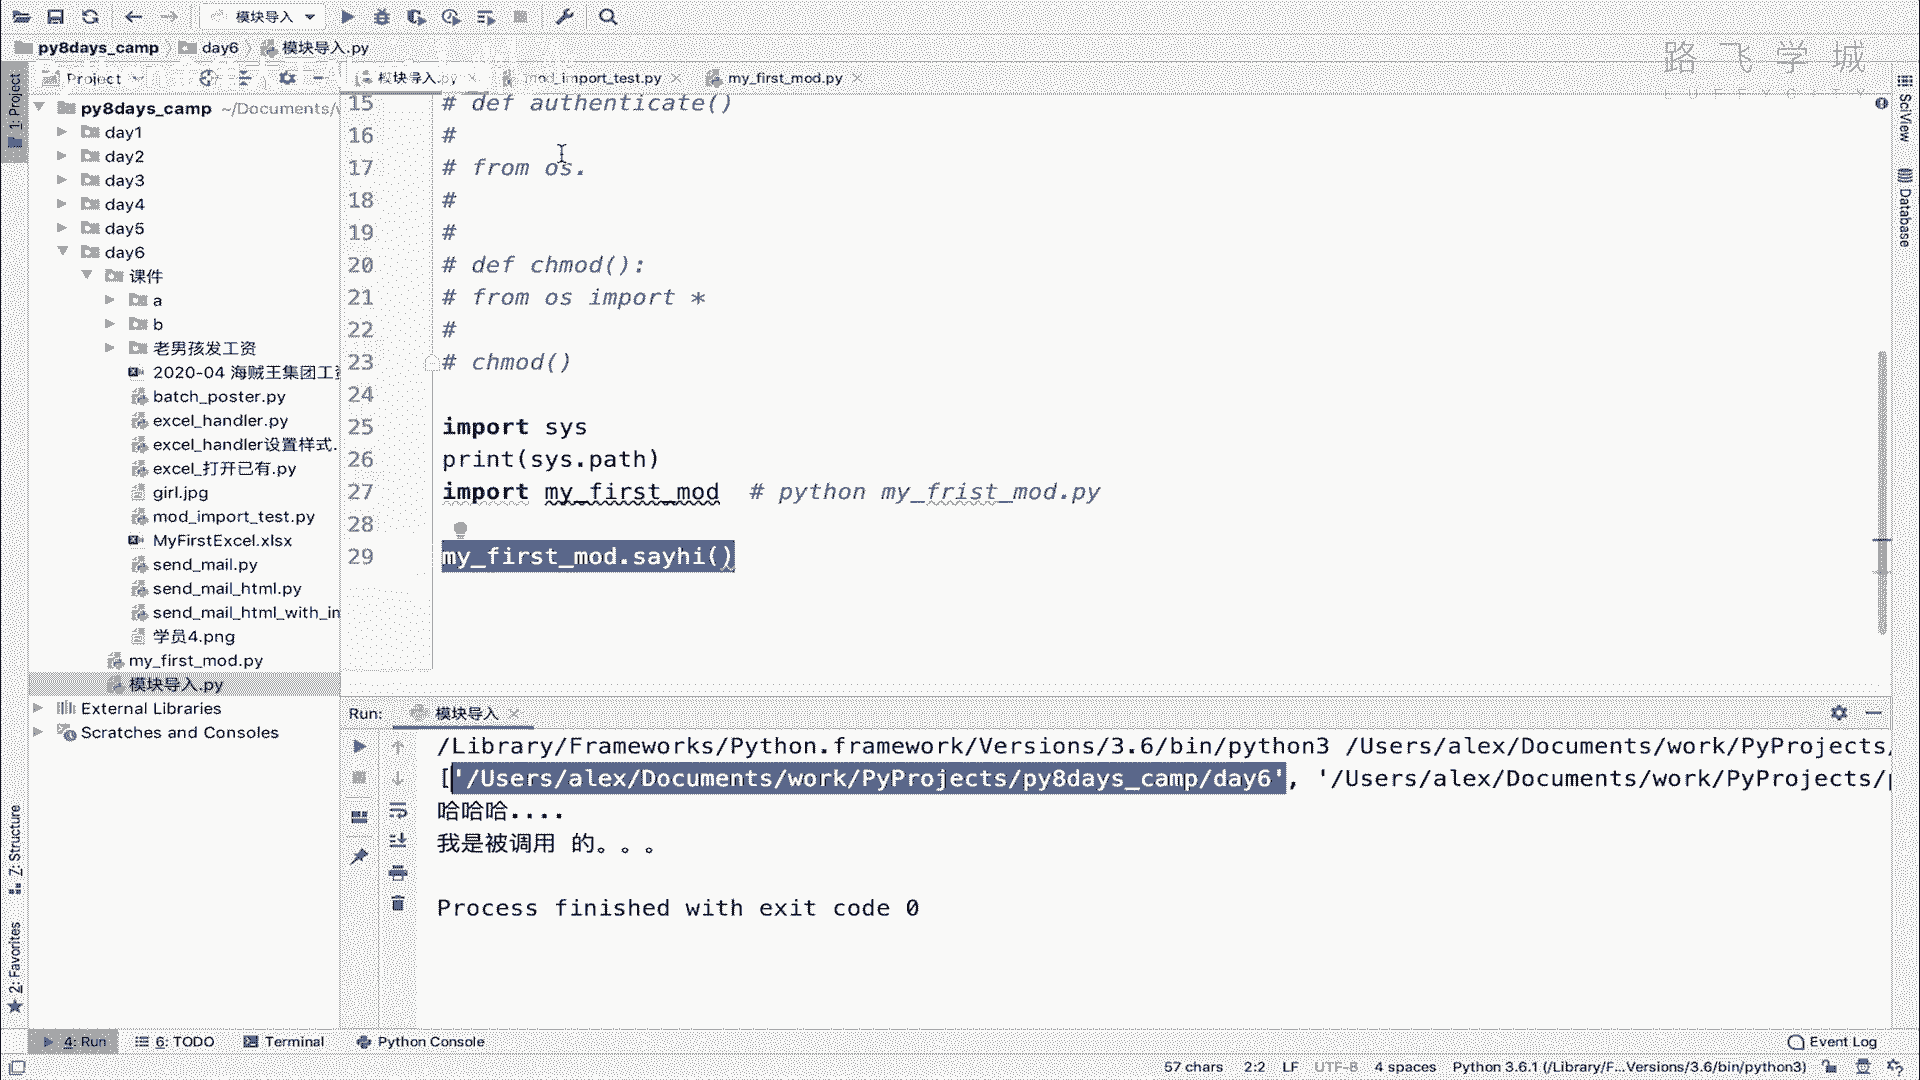 模块导入
py8days_camp day6 模块导入.py
路飞学城
Project 模块导入.py mod_import_test.py my_first_mod.py
1: Project
py8days_camp ~/Documents/
day1
day2
day3
day4
day5
day6
课件
a
b
老男孩发工资
2020-04 海贼王集团工资
batch_poster.py
excel_handler.py
excel_handler设置样式.
excel_打开已有.py
girl.jpg
mod_import_test.py
MyFirstExcel.xlsx
send_mail.py
send_mail_html.py
send_mail_html_with_in
学员4.png
my_first_mod.py
模块导入.py
External Libraries
Scratches and Consoles
15 # def authenticate()
16 #
17 # from os.
18 #
19 #
20 # def chmod():
21 # from os import *
22 #
23 # chmod()
24
25 import sys
26 print(sys.path)
27 import my_first_mod # python my_frist_mod.py
28
29 my_first_mod.sayhi()
SciView
Database
Run: 模块导入
/Library/Frameworks/Python.framework/Versions/3.6/bin/python3 /Users/alex/Documents/work/PyProjects/
['/Users/alex/Documents/work/PyProjects/py8days_camp/day6', '/Users/alex/Documents/work/PyProjects/p
哈哈哈....
我是被调用 的。。。
Process finished with exit code 0
Z: Structure
2: Favorites
4: Run 6: TODO Terminal Python Console Event Log
57 chars 2:2 LF UTF-8 4 spaces Python 3.6.1 (/Library/F...Versions/3.6/bin/python3)